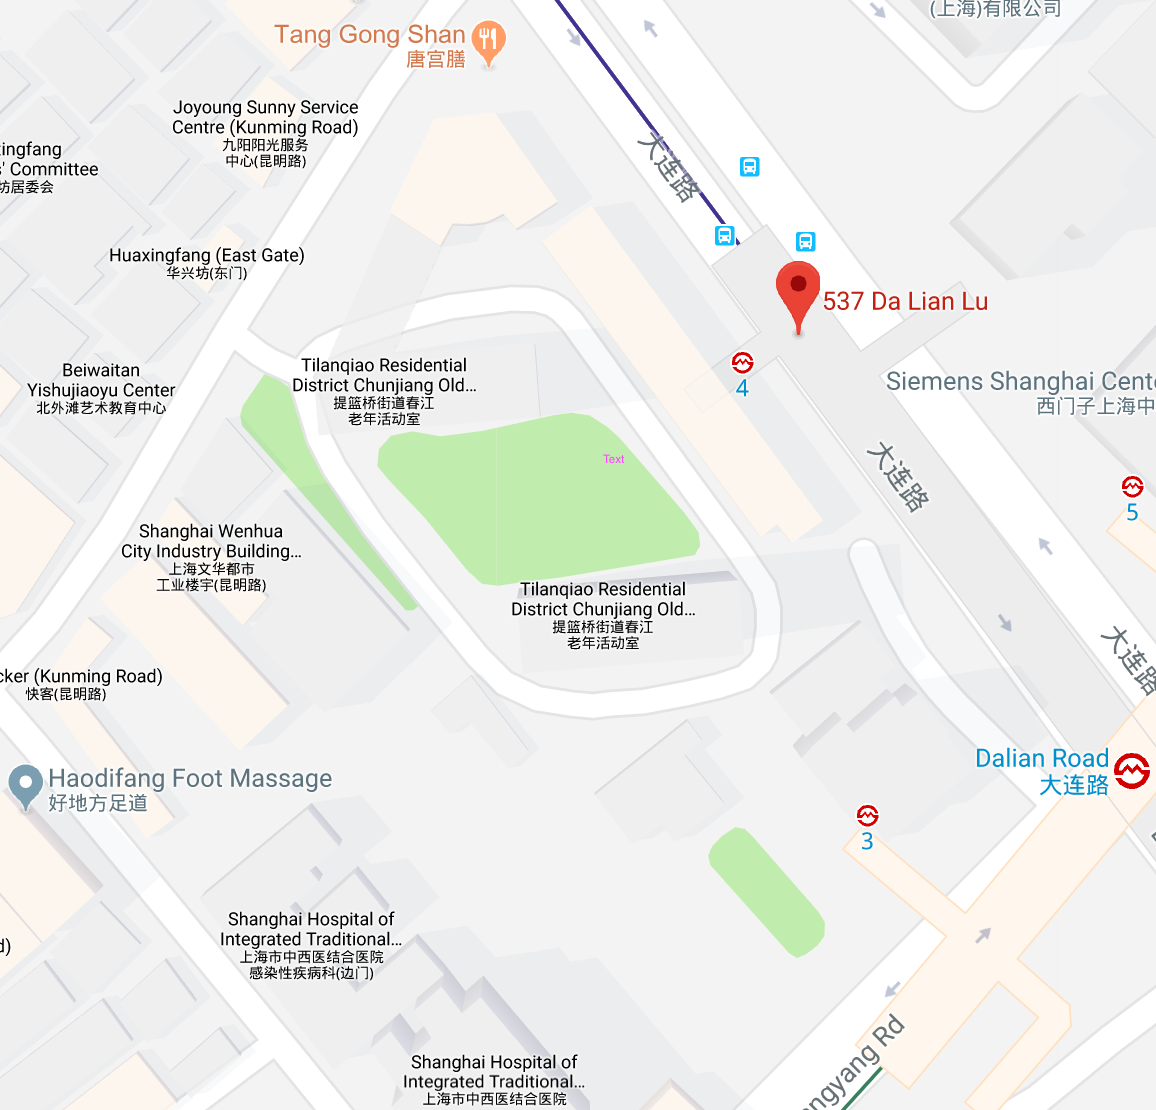 (上海)有限公司
Tang Gong Shan
唐宫膳
Joyoung Sunny Service
Centre (Kunming Road)
九阳阳光服务
中心(昆明路)
' Committee
坊居委会
大连路
Huaxingfang (East Gate)
华兴坊(东门)
537 Da Lian Lu
Tilanqiao Residential
District Chunjiang Old...
提篮桥街道春江
老年活动室
4
Beiwaitan
Yishujiaoyu Center
北外滩艺术教育中心
Siemens Shanghai
西门子上海中
Text
大连路
5
Shanghai Wenhua
City Industry Building...
上海文华都市
工业楼宇(昆明路)
Tilanqiao Residential
District Chunjiang Old...
提篮桥街道春江
老年活动室
大连路
(Kunming Road)
快客(昆明路)
Haodifang Foot Massage
好地方足道
Dalian Road
大连路
3
Shanghai Hospital of
Integrated Traditional...
上海市中西医结合医院
感染性疾病科(边门)
Rd
Shanghai Hospital of
Integrated Traditional...
上海市中西医结合医院